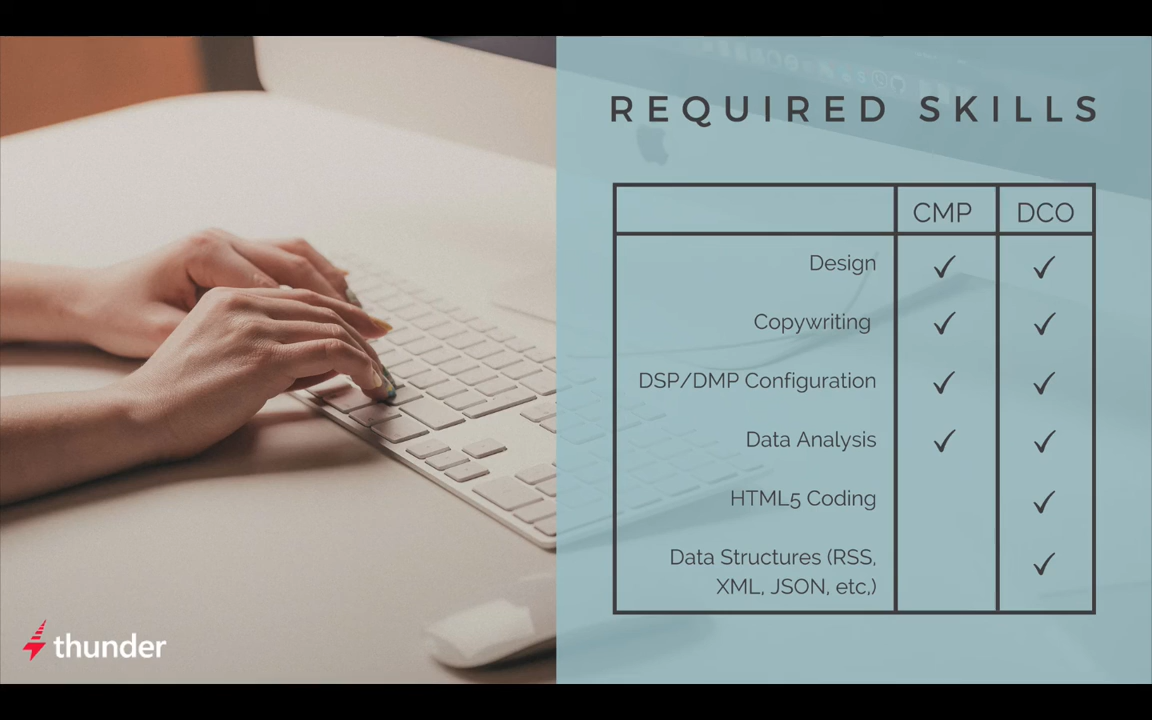 REQUIRED SKILLS
CMP DCO
Design ✓ ✓
Copywriting ✓ ✓
DSP/DMP Configuration ✓ ✓
Data Analysis ✓ ✓
HTML5 Coding ✓
Data Structures (RSS,
XML, JSON, etc,) ✓
thunder